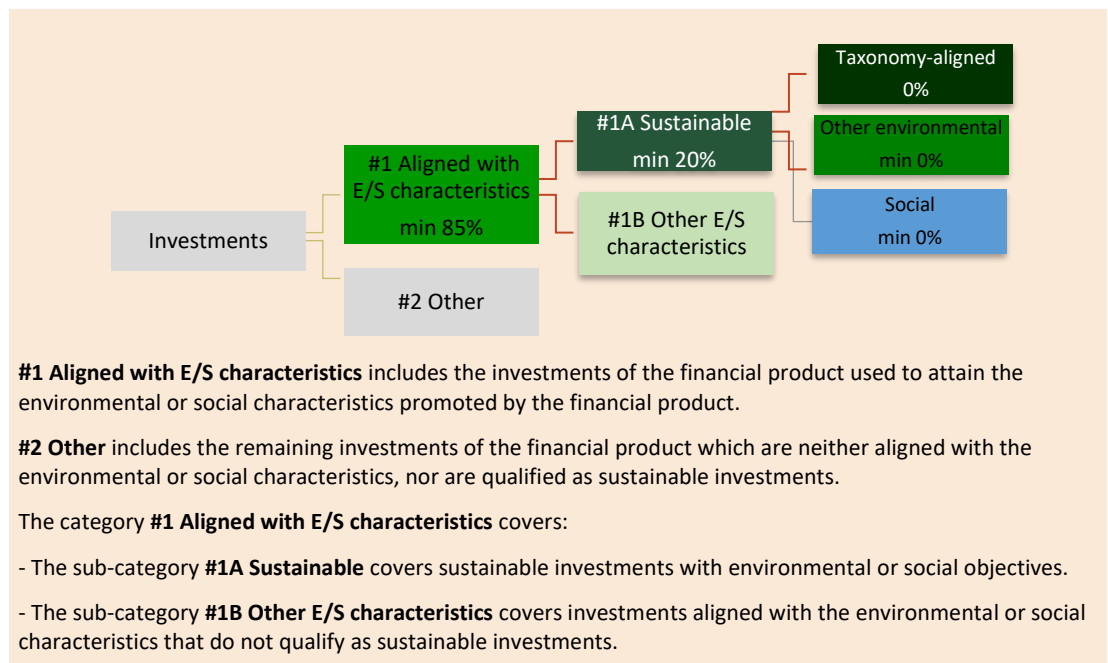 Taxonomy-aligned
0%
#1A Sustainable
min 20%
Other environmental
min 0%
#1 Aligned with
E/S characteristics
min 85%
Social
min 0%
#1B Other E/S
characteristics
Investments
#2 Other
#1 Aligned with E/S characteristics includes the investments of the financial product used to attain the
environmental or social characteristics promoted by the financial product.
#2 Other includes the remaining investments of the financial product which are neither aligned with the
environmental or social characteristics, nor are qualified as sustainable investments.
The category #1 Aligned with E/S characteristics covers:
- The sub-category #1A Sustainable covers sustainable investments with environmental or social objectives.
- The sub-category #1B Other E/S characteristics covers investments aligned with the environmental or social
characteristics that do not qualify as sustainable investments.